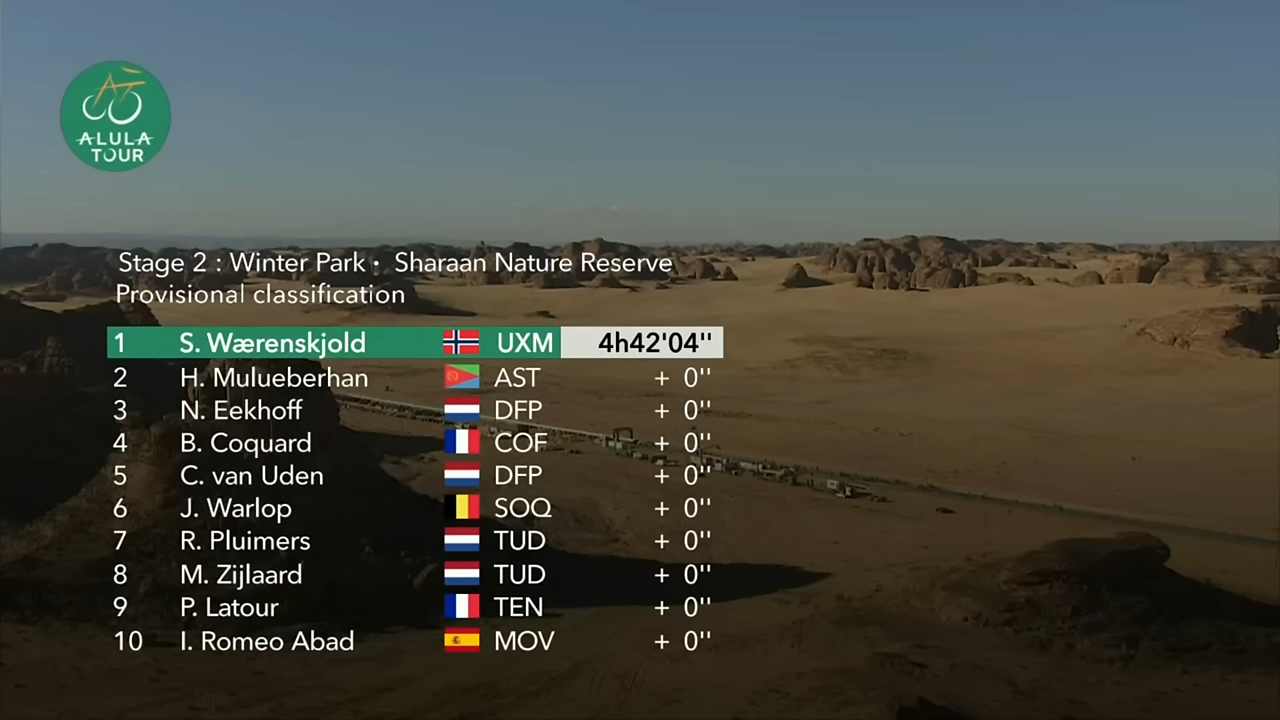 ALULA
TOUR
Stage 2 : Winter Park · Sharaan Nature Reserve
Provisional classification
1 S. Wærenskjold UXM 4h42'04''
2 H. Mulueberhan AST + 0''
3 N. Eekhoff DFP + 0''
4 B. Coquard COF + 0''
5 C. van Uden DFP + 0''
6 J. Warlop SOQ + 0''
7 R. Pluimers TUD + 0''
8 M. Zijlaard TUD + 0''
9 P. Latour TEN + 0''
10 I. Romeo Abad MOV + 0''